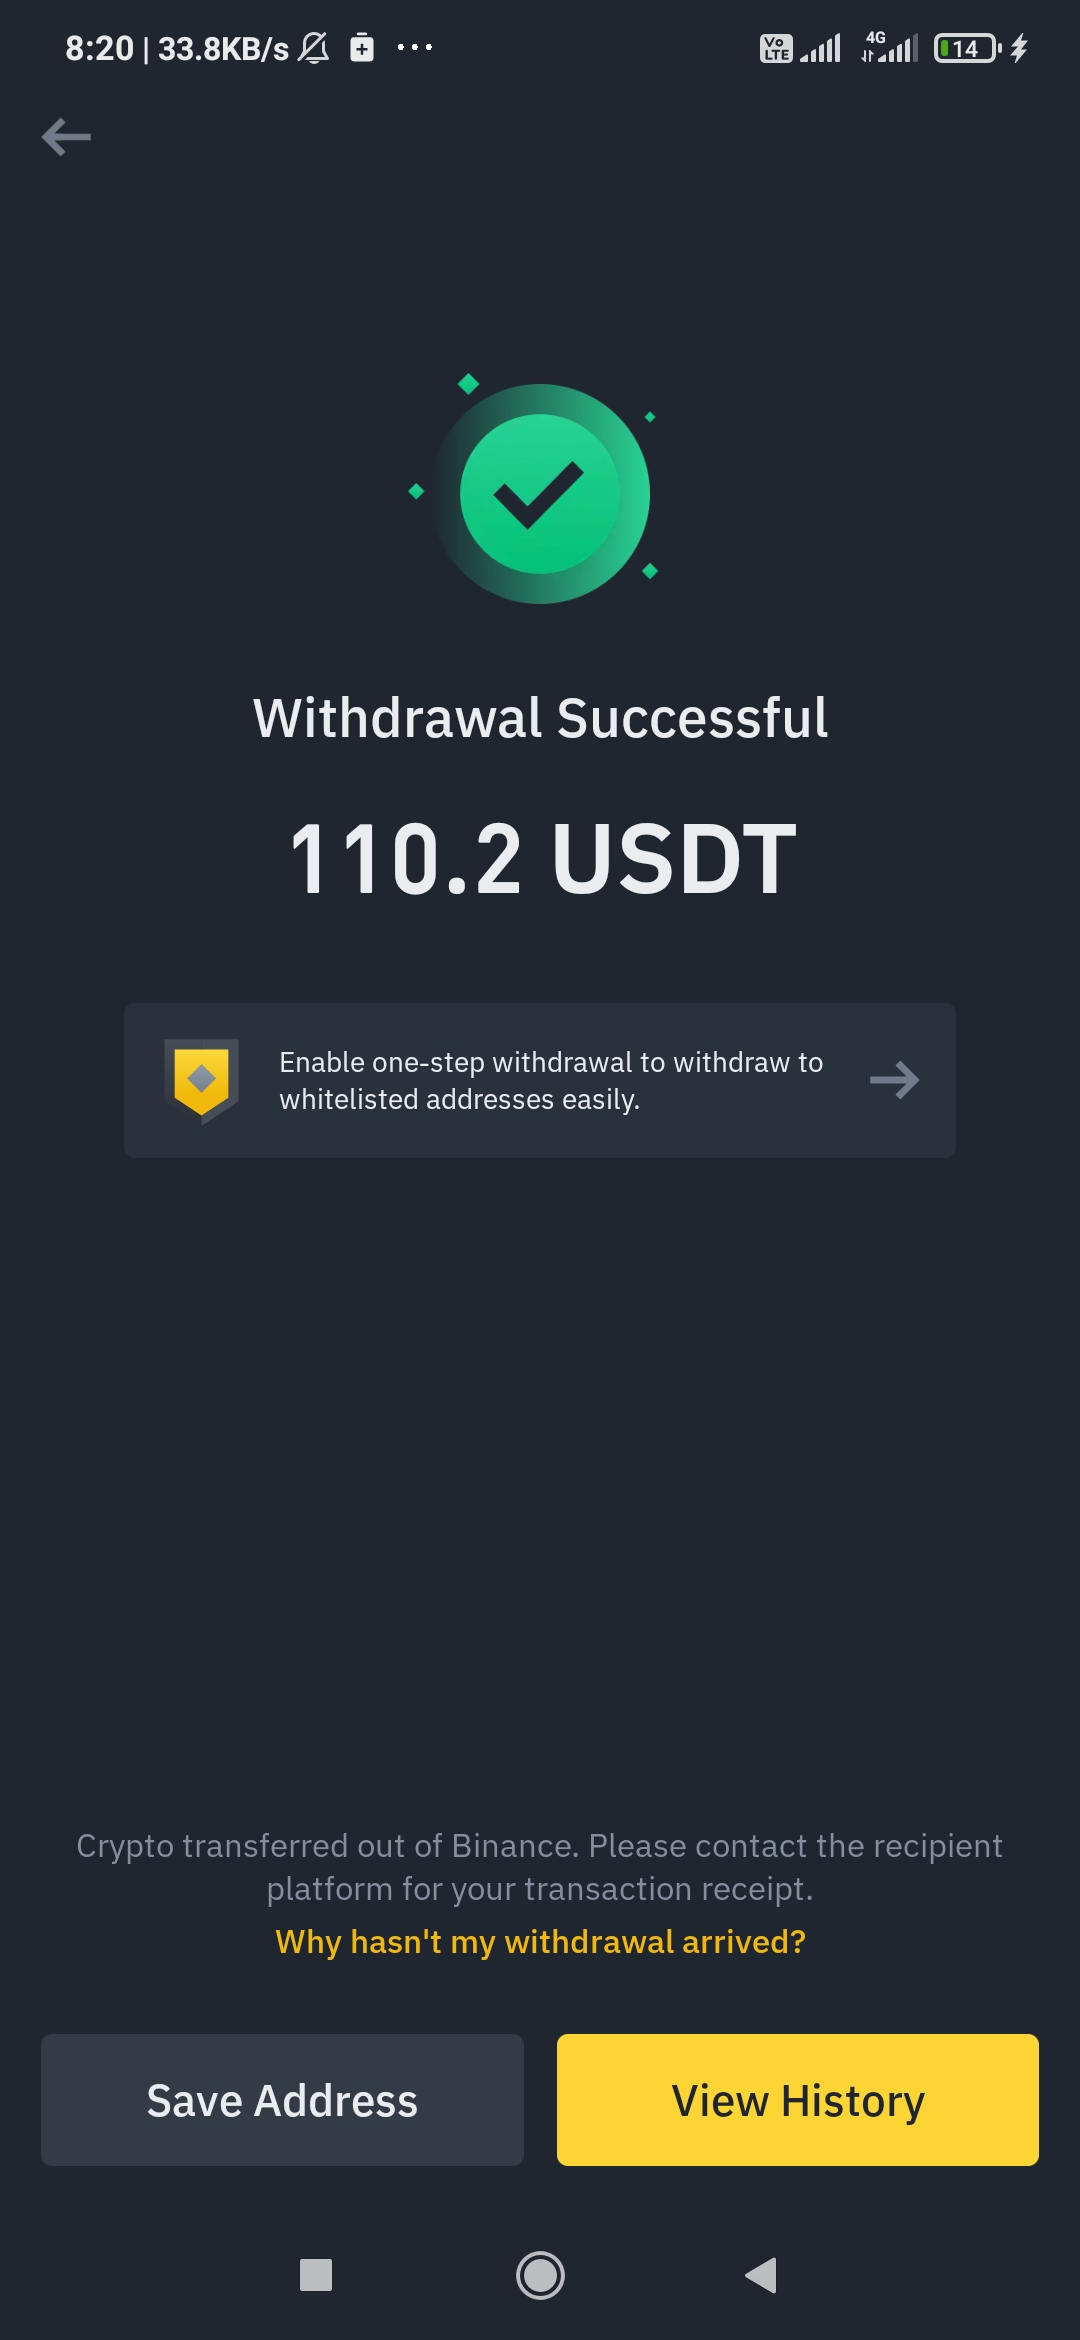 8:20 | 33.8KB/s ...
Vo LTE 4G 14
Withdrawal Successful
110.2 USDT
Enable one-step withdrawal to withdraw to
whitelisted addresses easily.
Crypto transferred out of Binance. Please contact the recipient
platform for your transaction receipt.
Why hasn't my withdrawal arrived?
Save Address
View History